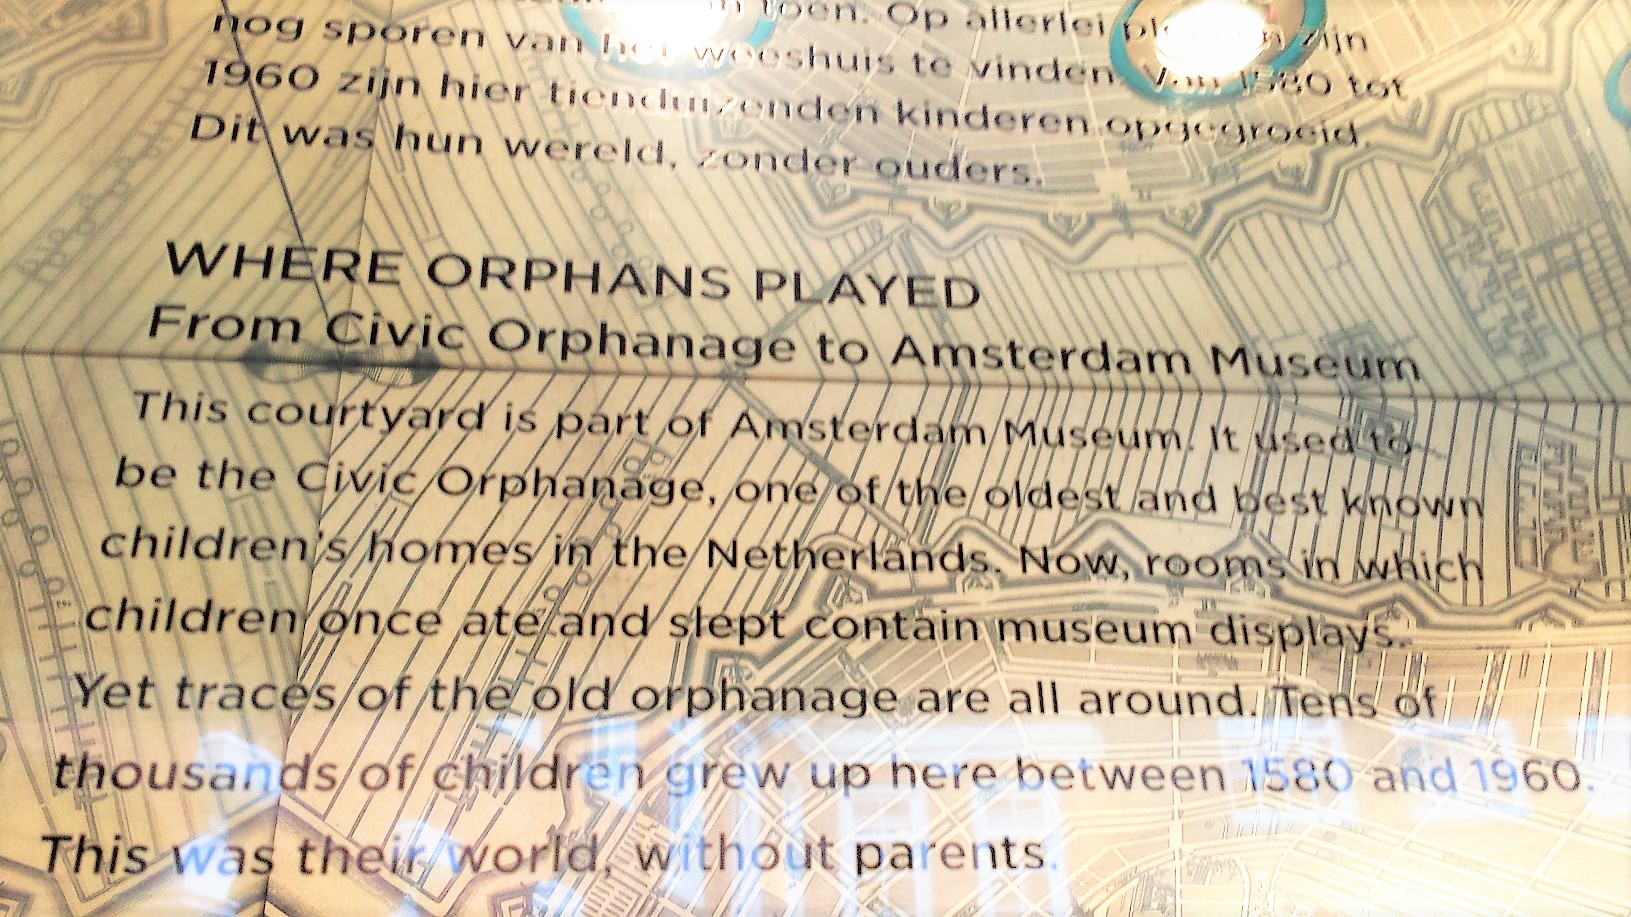 toen. Op allerlei zijn
nog sporen van het weeshuis te vinden. Van 1580 tot
1960 zijn hier tienduizenden kinderen opgegroeid.
Dit was hun wereld, zonder ouders.
WHERE ORPHANS PLAYED
From Civic Orphanage to Amsterdam Museum
This courtyard is part of Amsterdam Museum. It used to
be the Civic Orphanage, one of the oldest and best known
children's homes in the Netherlands. Now, rooms in which
children once ate and slept contain museum displays.
Yet traces of the old orphanage are all around. Tens of
thousands of children grew up here between 1580 and 1960.
This was their world, without parents.